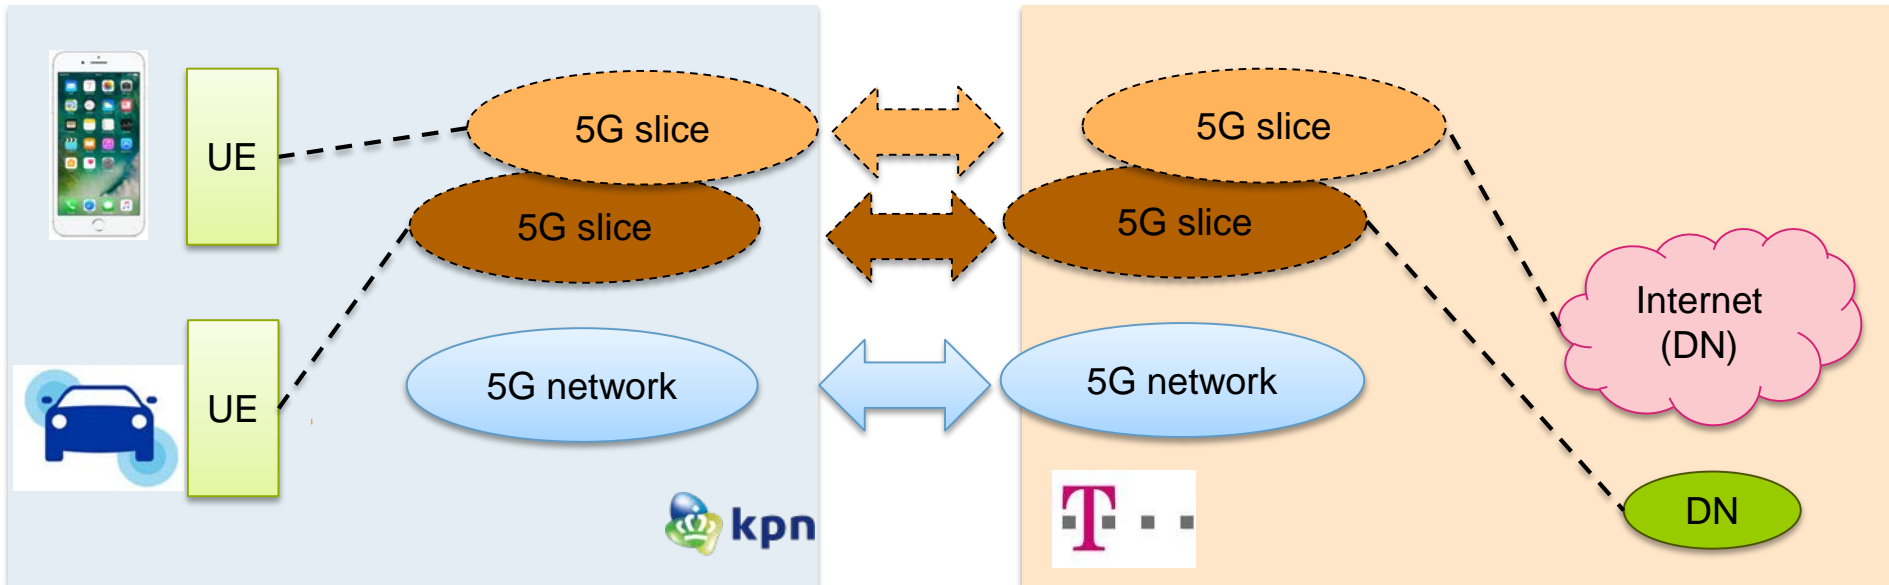 UE
5G slice
5G slice
5G slice
5G slice
Internet
(DN)
UE
5G network
5G network
DN
kpn
T